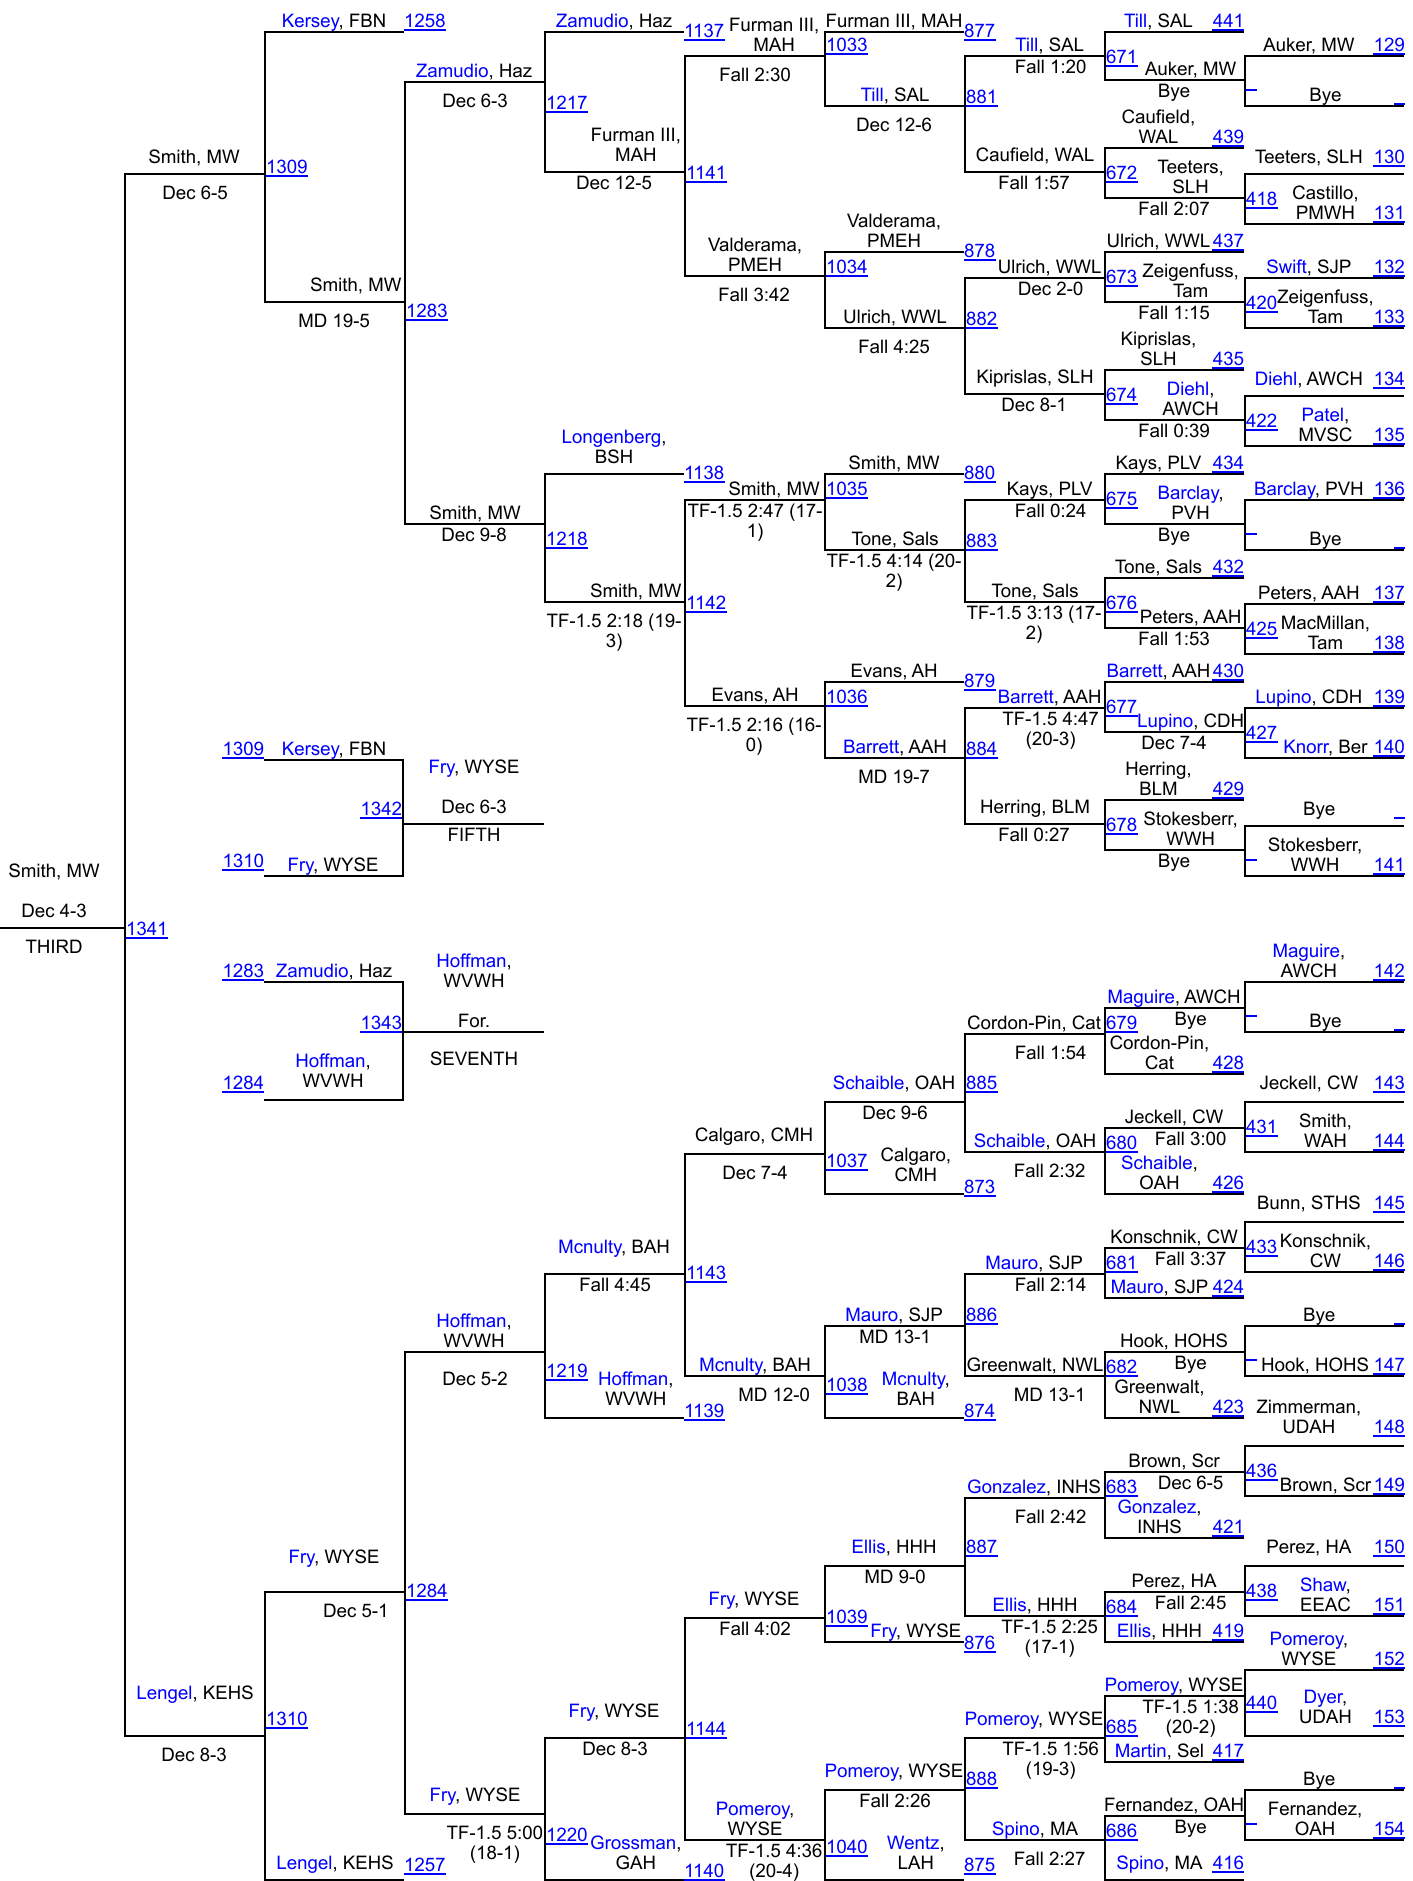 Kersey, FBN 1258
Zamudio, Haz
Furman III,
MAH
1137
Furman III, MAH
877
1033
Fall 2:30
Till, SAL 441
Till, SAL
Fall 1:20
671
Auker, MW
Bye
Auker, MW 129
Bye
Zamudio, Haz
Dec 6-3
1217
Till, SAL
Dec 12-6
881
Caufield,
WAL 439
Furman III,
MAH
Dec 12-5
1141
Caufield, WAL
Fall 1:57
672
Teeters,
SLH
Fall 2:07
Teeters, SLH 130
418
Castillo,
PMWH 131
Smith, MW
Dec 6-5
1309
Valderama,
PMEH
Fall 3:42
Valderama,
PMEH
878
1034
Ulrich, WWL 437
Ulrich, WWL
Dec 2-0
673
Zeigenfuss,
Tam
Fall 1:15
Swift, SJP 132
420
Zeigenfuss,
Tam 133
Smith, MW
MD 19-5
1283
Ulrich, WWL
Fall 4:25
882
Kiprislas,
SLH 435
Kiprislas, SLH
Dec 8-1
674
Diehl,
AWCH
Fall 0:39
Diehl, AWCH 134
422
Patel,
MVSC 135
Longenberg,
BSH
1138
Smith, MW
880
Smith, MW
TF-1.5 2:47 (17-
1)
1035
Kays, PLV 434
Kays, PLV
Fall 0:24
675
Barclay,
PVH
Bye
Barclay, PVH 136
Bye
Smith, MW
Dec 9-8
1218
Tone, Sals
TF-1.5 4:14 (20-
2)
883
Tone, Sals 432
Smith, MW
TF-1.5 2:18 (19-
3)
1142
Tone, Sals
TF-1.5 3:13 (17-
2)
676
Peters, AAH
Fall 1:53
Peters, AAH 137
425
MacMillan,
Tam 138
Evans, AH
879
Evans, AH
TF-1.5 2:16 (16-
0)
1036
Barrett, AAH 430
Barrett, AAH
TF-1.5 4:47
(20-3)
677
Lupino, CDH
Dec 7-4
Lupino, CDH 139
427
Knorr, Ber 140
Barrett, AAH
MD 19-7
884
Herring,
BLM 429
Herring, BLM
Fall 0:27
678
Stokesberr,
WWH
Bye
Bye
Stokesberr,
WWH 141
1309 Kersey, FBN
Fry, WYSE
1342
Dec 6-3
FIFTH
1310 Fry, WYSE
Smith, MW
Dec 4-3
1341
THIRD
1283 Zamudio, Haz
Hoffman,
WVWH
1343
For.
SEVENTH
1284
Hoffman,
WVWH
Maguire,
AWCH 142
Maguire, AWCH
Bye
Bye
Cordon-Pin, Cat
Fall 1:54
679
Cordon-Pin,
Cat 428
Schaible, OAH
Dec 9-6
885
Jeckell, CW 143
Jeckell, CW
Fall 3:00
431
Smith,
WAH 144
Calgaro, CMH
Dec 7-4
1037
Calgaro,
CMH
873
Schaible, OAH
Fall 2:32
680
Schaible,
OAH 426
Mcnulty, BAH
Fall 4:45
1143
Bunn, STHS 145
Konschnik, CW
Fall 3:37
433
Konschnik,
CW 146
Mauro, SJP
Fall 2:14
681
Mauro, SJP 424
Hoffman,
WVWH
Dec 5-2
1219
Hoffman,
WVWH
1139
Mauro, SJP
MD 13-1
886
Mcnulty, BAH
MD 12-0
1038
Mcnulty,
BAH
874
Hook, HOHS
Bye
Bye
Hook, HOHS 147
Greenwalt, NWL
MD 13-1
682
Greenwalt,
NWL 423
Zimmerman,
UDAH 148
Brown, Scr
Dec 6-5
436
Brown, Scr 149
Gonzalez, INHS
Fall 2:42
683
Gonzalez,
INHS 421
Fry, WYSE
Dec 5-1
1284
Ellis, HHH
MD 9-0
887
Perez, HA 150
Perez, HA
Fall 2:45
438
Shaw,
EEAC 151
Fry, WYSE
Fall 4:02
1039
Fry, WYSE
876
Ellis, HHH
TF-1.5 2:25
(17-1)
684
Ellis, HHH 419
Pomeroy,
WYSE 152
Lengel, KEHS
Dec 8-3
1310
Fry, WYSE
Dec 8-3
1144
Pomeroy, WYSE
TF-1.5 1:38
(20-2)
440
Dyer,
UDAH 153
Pomeroy, WYSE
TF-1.5 1:56
(19-3)
685
Martin, Sel 417
Fry, WYSE
TF-1.5 5:00
(18-1)
1220
Grossman,
GAH
1140
Pomeroy,
WYSE
TF-1.5 4:36
(20-4)
Pomeroy, WYSE
Fall 2:26
888
1040
Wentz,
LAH
875
Fernandez, OAH
Bye
Bye
Fernandez,
OAH 154
Spino, MA
Fall 2:27
686
Spino, MA 416
Lengel, KEHS 1257